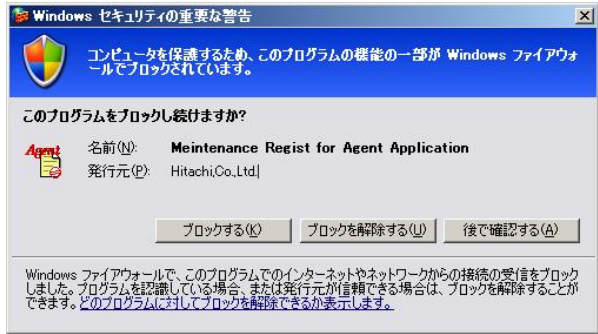 Windows セキュリティの重要な警告
コンピュータを保護するため、このプログラムの機能の一部が Windows ファイアウォ
ールでブロックされています。
このプログラムをブロックし続けますか?
Agent
名前(N): Meintenance Regist for Agent Application
発行元(P): Hitachi,Co.,Ltd.
ブロックする(K) ブロックを解除する(U) 後で確認する(A)
Windows ファイアウォールで、このプログラムでのインターネットやネットワークからの接続の受信をブロック
しました。プログラムを認識している場合、または発行元が信頼できる場合は、ブロックを解除することが
できます。どのプログラムに対してブロックを解除できるか表示します。